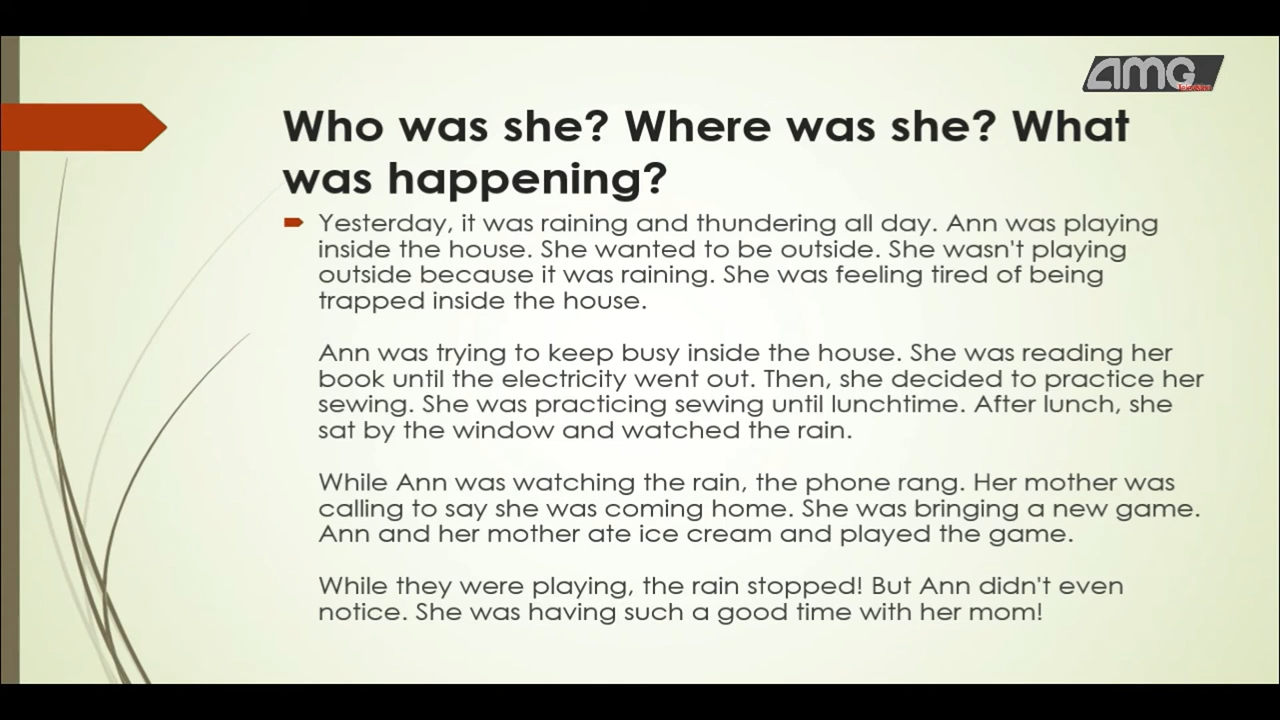 AMG
Who was she? Where was she? What
was happening?
Yesterday, it was raining and thundering all day. Ann was playing
inside the house. She wanted to be outside. She wasn't playing
outside because it was raining. She was feeling tired of being
trapped inside the house.
Ann was trying to keep busy inside the house. She was reading her
book until the electricity went out. Then, she decided to practice her
sewing. She was practicing sewing until lunchtime. After lunch, she
sat by the window and watched the rain.
While Ann was watching the rain, the phone rang. Her mother was
calling to say she was coming home. She was bringing a new game.
Ann and her mother ate ice cream and played the game.
While they were playing, the rain stopped! But Ann didn't even
notice. She was having such a good time with her mom!